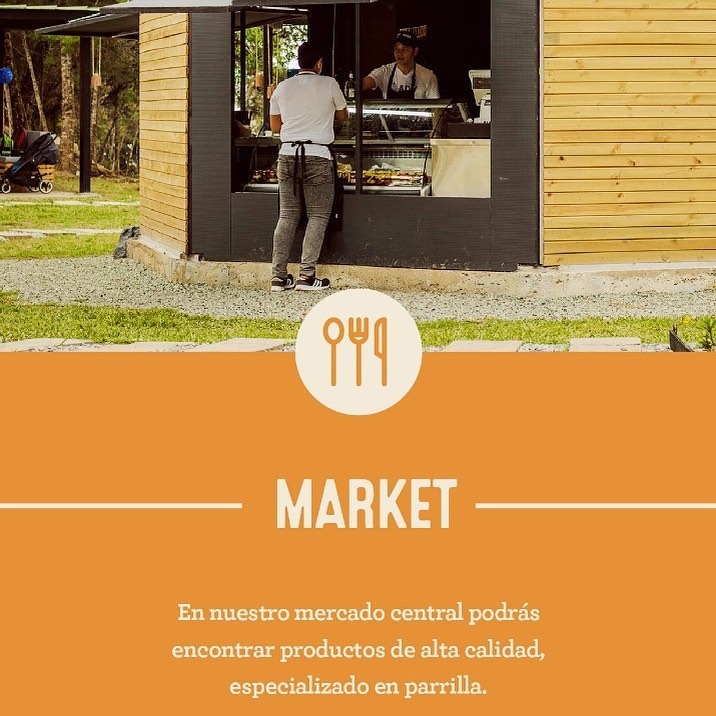 MARKET
En nuestro mercado central podrás
encontrar productos de alta calidad,
especializado en parrilla.